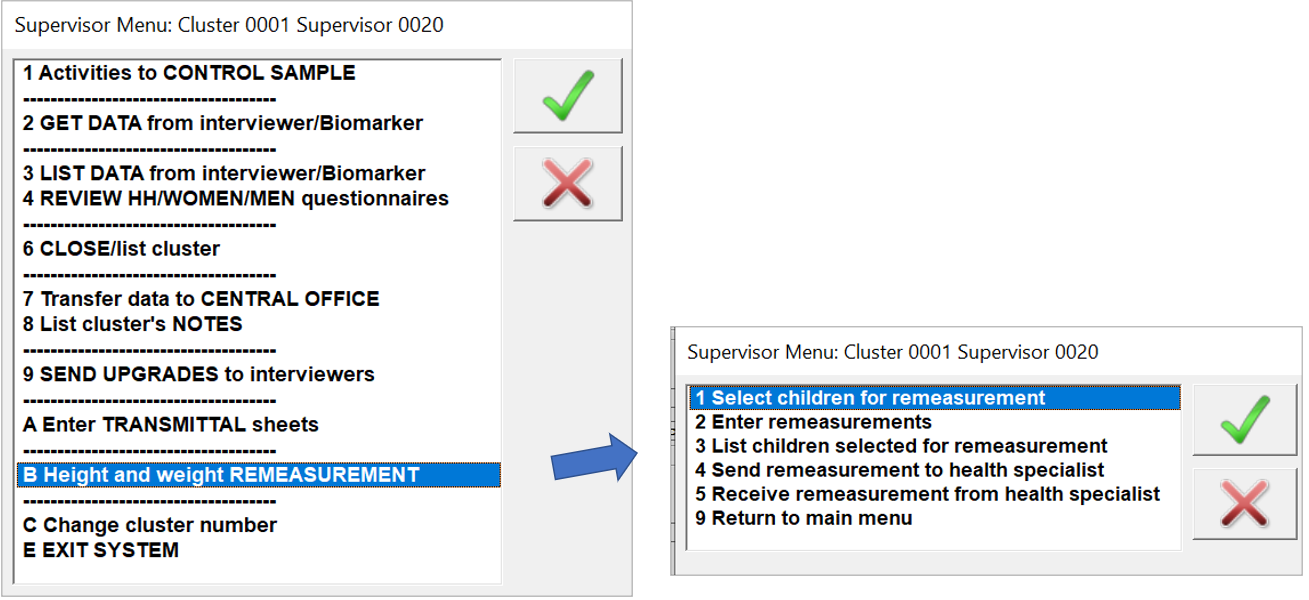 Supervisor Menu: Cluster 0001 Supervisor 0020
1 Activities to CONTROL SAMPLE
-------------------------------------
2 GET DATA from interviewer/Biomarker
-------------------------------------
3 LIST DATA from interviewer/Biomarker
4 REVIEW HH/WOMEN/MEN questionnaires
-------------------------------------
6 CLOSE/list cluster
-------------------------------------
7 Transfer data to CENTRAL OFFICE
8 List cluster's NOTES
-------------------------------------
9 SEND UPGRADES to interviewers
-------------------------------------
A Enter TRANSMITTAL sheets
-------------------------------------
B Height and weight REMEASUREMENT
-------------------------------------
C Change cluster number
E EXIT SYSTEM
Supervisor Menu: Cluster 0001 Supervisor 0020
1 Select children for remeasurement
2 Enter remeasurements
3 List children selected for remeasurement
4 Send remeasurement to health specialist
5 Receive remeasurement from health specialist
9 Return to main menu